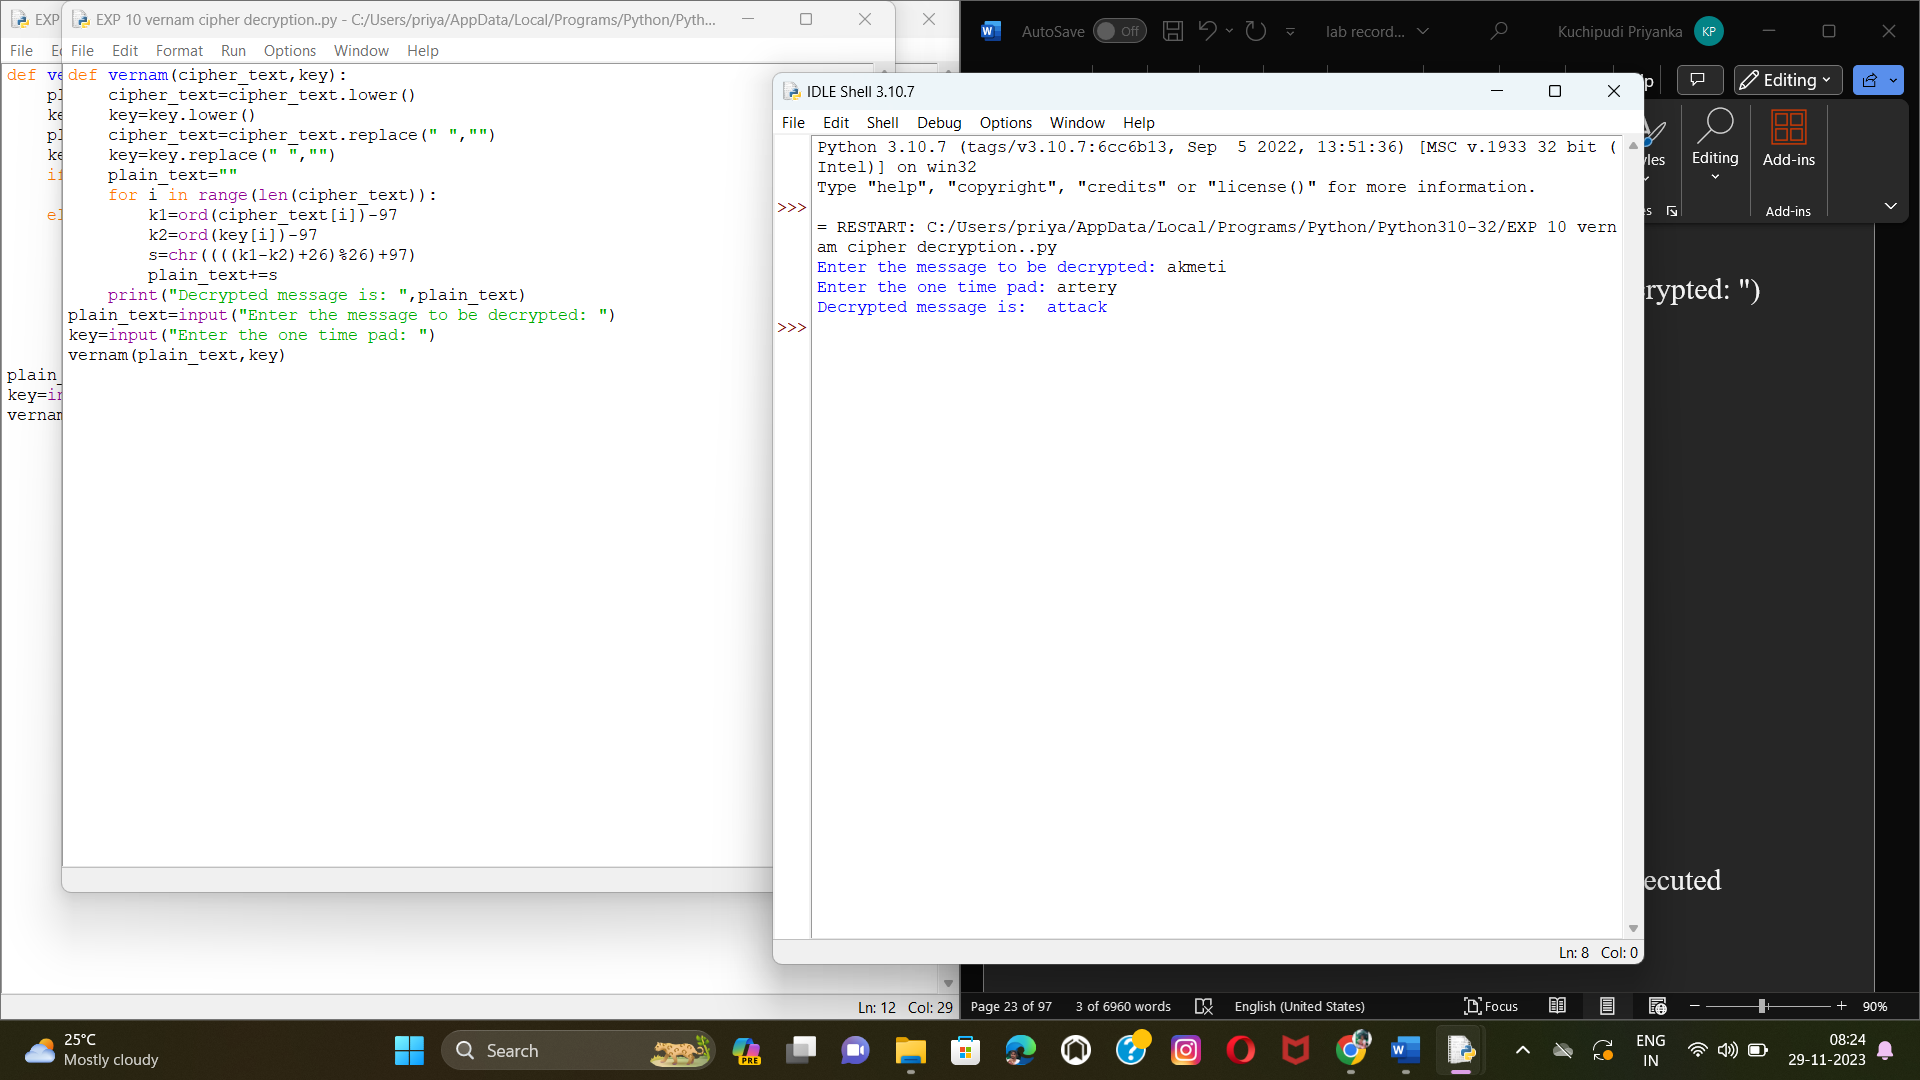 EXP
EXP 10 vernam cipher decryption..py - C:/Users/priya/AppData/Local/Programs/Python/Pyth...
File
File Edit Format Run Options Window Help
def
def vernam(cipher_text,key):
    cipher_text=cipher_text.lower()
    key=key.lower()
    cipher_text=cipher_text.replace(" ","")
    key=key.replace(" ","")
    plain_text=""
    for i in range(len(cipher_text)):
        k1=ord(cipher_text[i])-97
        k2=ord(key[i])-97
        s=chr((((k1-k2)+26)%26)+97)
        plain_text+=s
    print("Decrypted message is: ",plain_text)
plain_text=input("Enter the message to be decrypted: ")
key=input("Enter the one time pad: ")
vernam(plain_text,key)
plain_
key=in
vernam
Ln: 12 Col: 29
IDLE Shell 3.10.7
File Edit Shell Debug Options Window Help
Python 3.10.7 (tags/v3.10.7:6cc6b13, Sep  5 2022, 13:51:36) [MSC v.1933 32 bit (
Intel)] on win32
Type "help", "copyright", "credits" or "license()" for more information.
>>>
= RESTART: C:/Users/priya/AppData/Local/Programs/Python/Python310-32/EXP 10 vern
am cipher decryption..py
Enter the message to be decrypted: akmeti
Enter the one time pad: artery
Decrypted message is:  attack
>>>
Ln: 8 Col: 0
AutoSave Off lab record... Kuchipudi Priyanka KP
Editing
Editing
Add-ins
Add-ins
rypted: ")
ecuted
Page 23 of 97 3 of 6960 words English (United States) Focus 90%
25°C
Mostly cloudy
Search
PRE
ENG
IN
08:24
29-11-2023